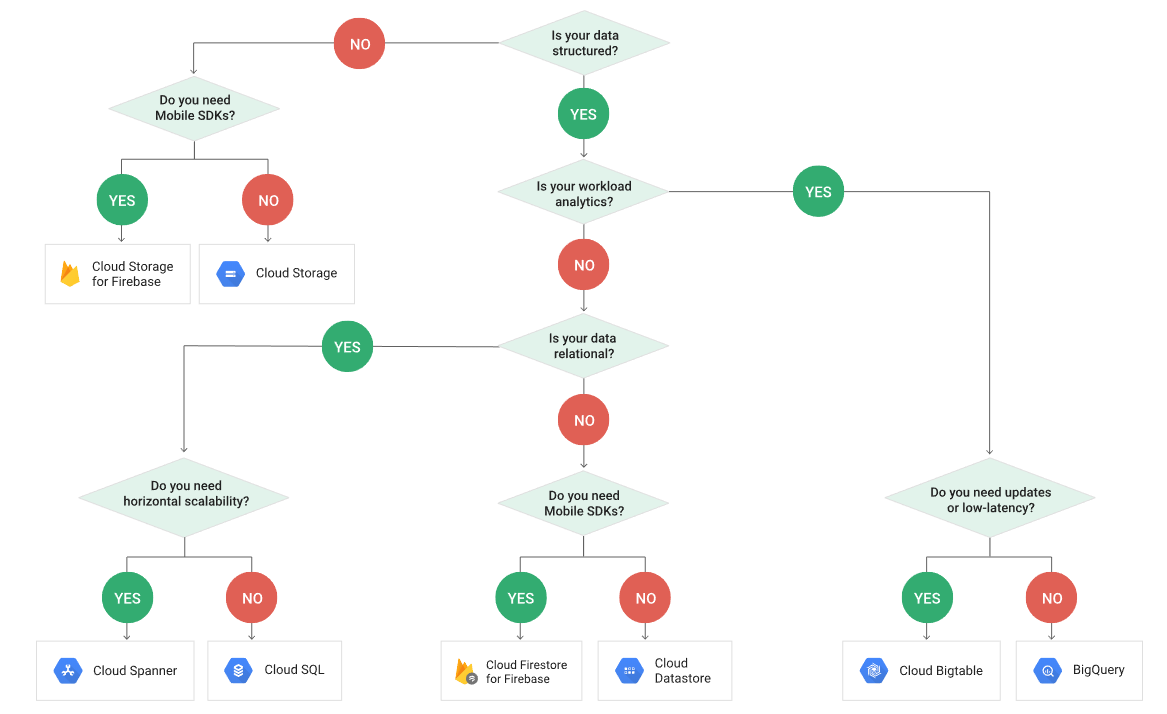 Is your data
structured?
NO
Do you need
Mobile SDKs?
YES
YES
NO
Cloud Storage
for Firebase
Cloud Storage
Is your workload
analytics?
YES
NO
Is your data
relational?
YES
NO
Do you need
horizontal scalability?
Do you need
Mobile SDKs?
Do you need updates
or low-latency?
YES
NO
YES
NO
YES
NO
Cloud Spanner
Cloud SQL
Cloud Firestore
for Firebase
Cloud
Datastore
Cloud Bigtable
BigQuery